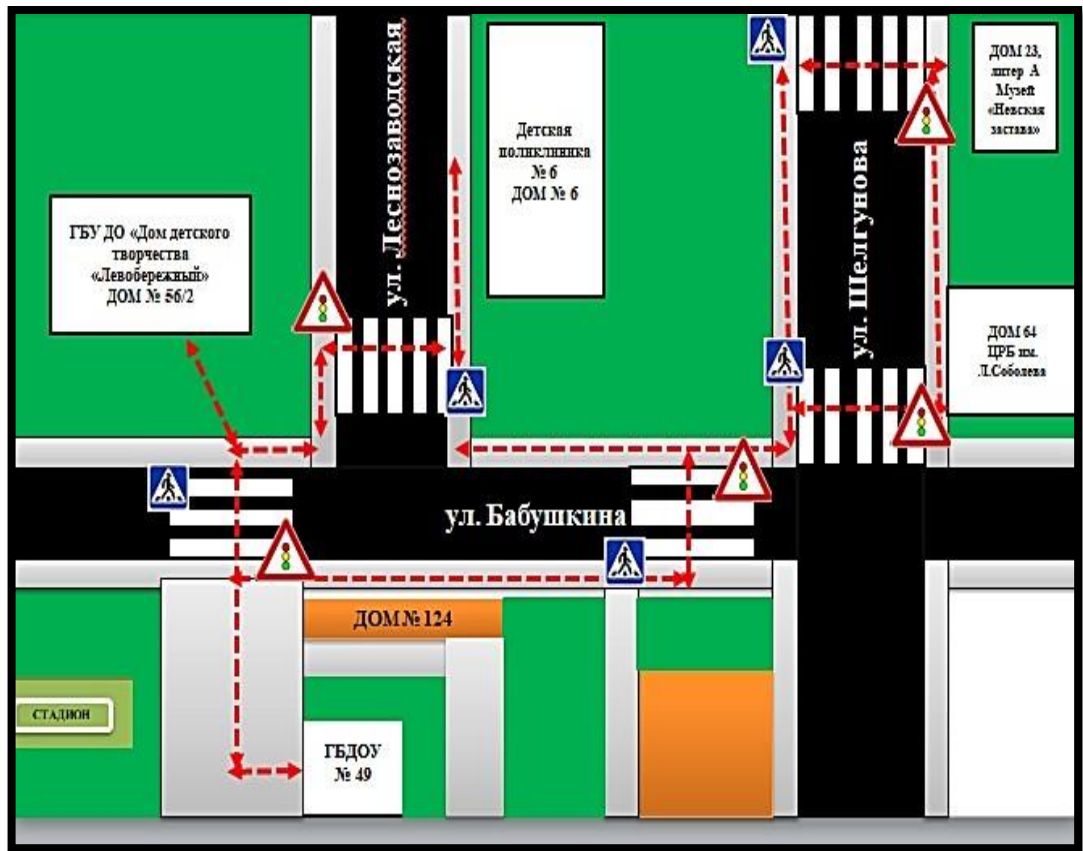 ул. Леснозаводская
Детская
поликлиника
№ 6
ДОМ № 6
ДОМ 23,
литер А
Музей
«Невская
застава»
ГБУ ДО «Дом детского
творчества
«Левобережный»
ДОМ № 56/2
ул. Шелгунова
ДОМ 64
ЦРБ им.
Л.Соболева
ул. Бабушкина
ДОМ № 124
СТАДИОН
ГБДОУ
№ 49